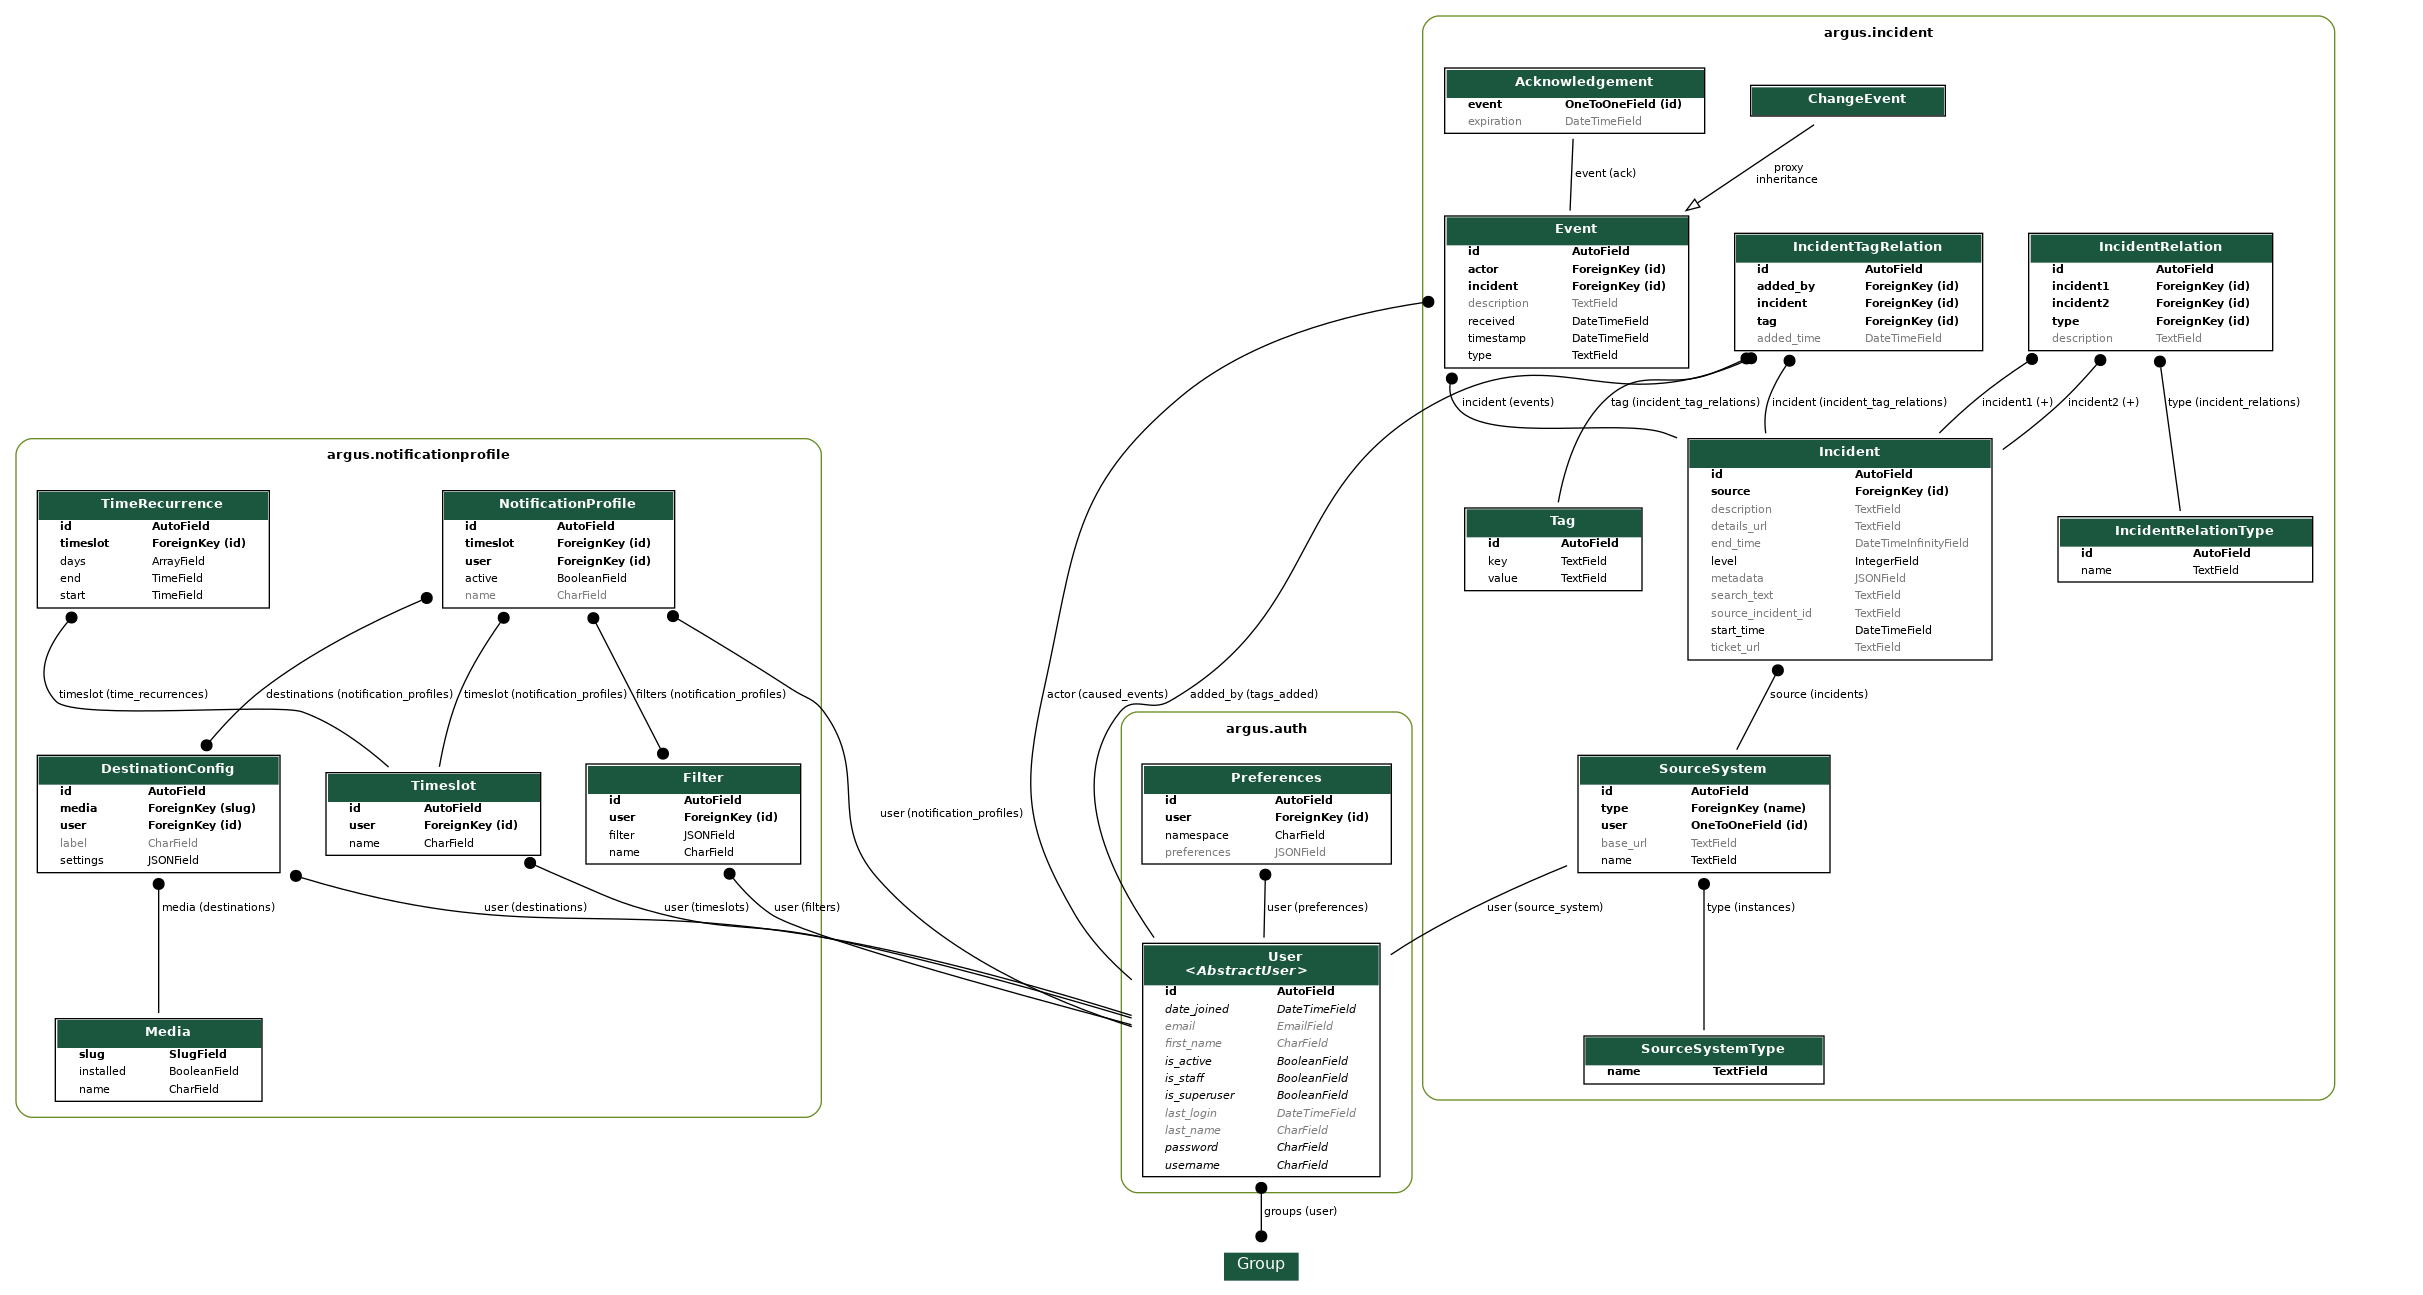 argus.incident
Acknowledgement
event OneToOneField (id)
expiration DateTimeField
ChangeEvent
event (ack)
proxy
inheritance
Event
id AutoField
actor ForeignKey (id)
incident ForeignKey (id)
description TextField
received DateTimeField
timestamp DateTimeField
type TextField
IncidentTagRelation
id AutoField
added_by ForeignKey (id)
incident ForeignKey (id)
tag ForeignKey (id)
added_time DateTimeField
IncidentRelation
id AutoField
incident1 ForeignKey (id)
incident2 ForeignKey (id)
type ForeignKey (id)
description TextField
incident (events)
tag (incident_tag_relations)
incident (incident_tag_relations)
incident1 (+)
incident2 (+)
type (incident_relations)
Incident
id AutoField
source ForeignKey (id)
description TextField
details_url TextField
end_time DateTimeInfinityField
level IntegerField
metadata JSONField
search_text TextField
source_incident_id TextField
start_time DateTimeField
ticket_url TextField
Tag
id AutoField
key TextField
value TextField
IncidentRelationType
id AutoField
name TextField
source (incidents)
SourceSystem
id AutoField
type ForeignKey (name)
user OneToOneField (id)
base_url TextField
name TextField
user (source_system)
type (instances)
SourceSystemType
name TextField
argus.notificationprofile
TimeRecurrence
id AutoField
timeslot ForeignKey (id)
days ArrayField
end TimeField
start TimeField
NotificationProfile
id AutoField
timeslot ForeignKey (id)
user ForeignKey (id)
active BooleanField
name CharField
timeslot (time_recurrences)
destinations (notification_profiles)
timeslot (notification_profiles)
filters (notification_profiles)
DestinationConfig
id AutoField
media ForeignKey (slug)
user ForeignKey (id)
label CharField
settings JSONField
Timeslot
id AutoField
user ForeignKey (id)
name CharField
Filter
id AutoField
user ForeignKey (id)
filter JSONField
name CharField
user (notification_profiles)
media (destinations)
user (destinations)
user (timeslots)
user (filters)
Media
slug SlugField
installed BooleanField
name CharField
actor (caused_events)
added_by (tags_added)
argus.auth
Preferences
id AutoField
user ForeignKey (id)
namespace CharField
preferences JSONField
user (preferences)
User
<AbstractUser>
id AutoField
date_joined DateTimeField
email EmailField
first_name CharField
is_active BooleanField
is_staff BooleanField
is_superuser BooleanField
last_login DateTimeField
last_name CharField
password CharField
username CharField
groups (user)
Group